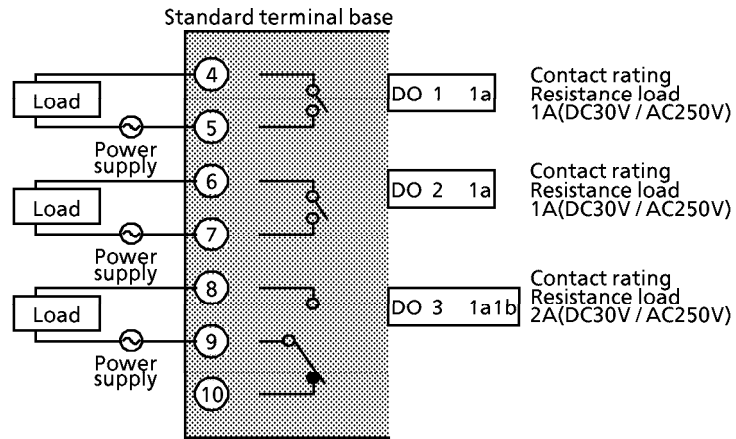 Standard terminal base
4
Load
5
Power
supply
DO 1 1a
Contact rating
Resistance load
1A(DC30V / AC250V)
6
Load
7
Power
supply
DO 2 1a
Contact rating
Resistance load
1A(DC30V / AC250V)
8
Load
9
Power
supply
10
DO 3 1a1b
Contact rating
Resistance load
2A(DC30V / AC250V)